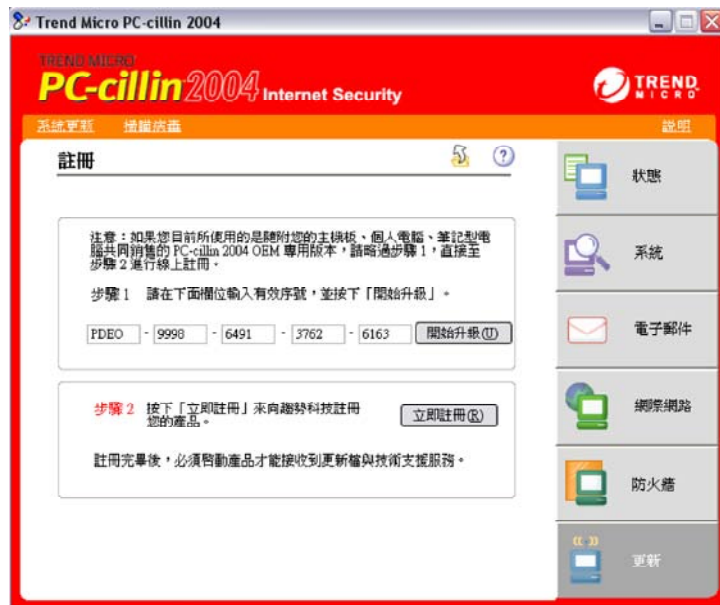 Trend Micro PC-cillin 2004
TREND MICRO
PC-cillin 2004 Internet Security
TREND
MICRO
系統更新 掃瞄病毒 說明
註冊
狀態
注意：如果您目前所使用的是隨附您的主機板、個人電腦、筆記型電
腦共同銷售的 PC-cillin 2004 OEM 專用版本，請略過步驟 1，直接至
步驟 2 進行線上註冊。
系統
步驟 1 請在下面欄位輸入有效序號，並按下「開始升級」。
PDEO - 9998 - 6491 - 3762 - 6163 開始升級(U)
電子郵件
步驟 2 按下「立即註冊」來向趨勢科技註冊
您的產品。
立即註冊(R)
網際網路
註冊完畢後，必須啟動產品才能接收到更新檔與技術支援服務。
防火牆
更新